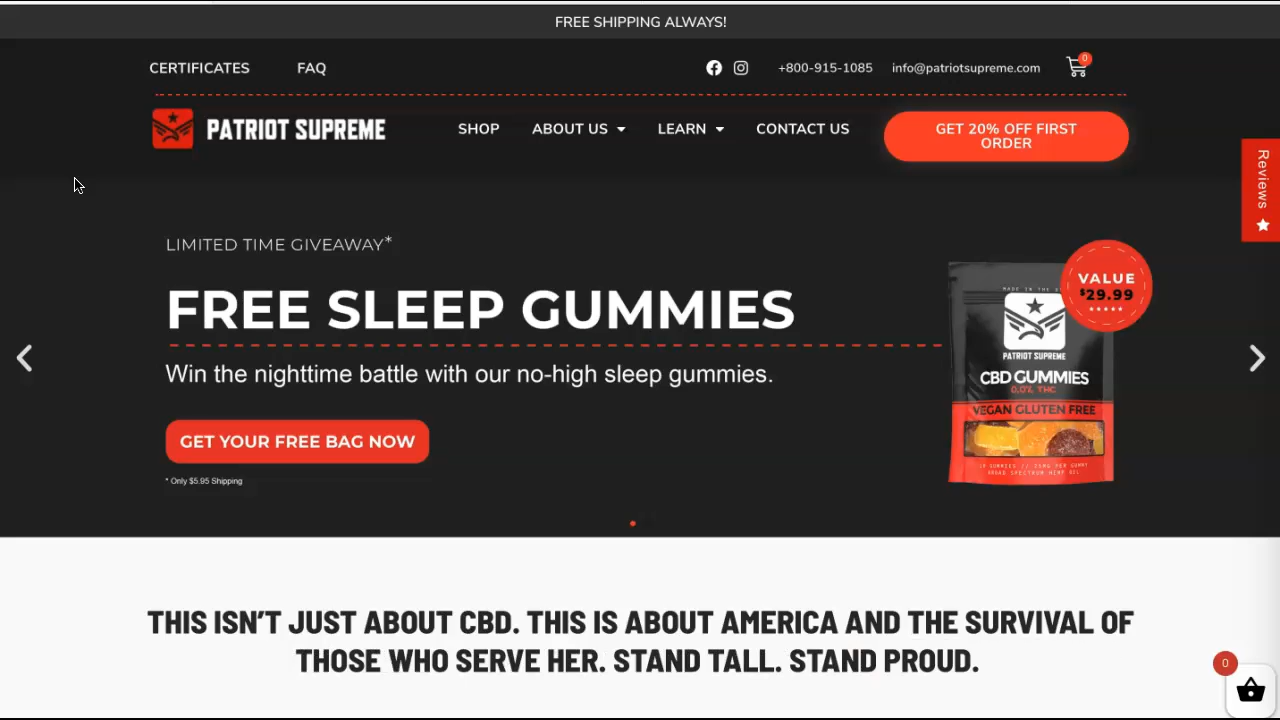 FREE SHIPPING ALWAYS!
CERTIFICATES FAQ +800-915-1085 info@patriotsupreme.com 0
PATRIOT SUPREME SHOP ABOUT US LEARN CONTACT US GET 20% OFF FIRST
ORDER
Reviews
LIMITED TIME GIVEAWAY*
FREE SLEEP GUMMIES
Win the nighttime battle with our no-high sleep gummies.
GET YOUR FREE BAG NOW
* Only $5.95 Shipping
VALUE
$29.99
PATRIOT SUPREME
CBD GUMMIES
0.0% THC
VEGAN GLUTEN FREE
BROAD SPECTRUM HEMP OIL
THIS ISN'T JUST ABOUT CBD. THIS IS ABOUT AMERICA AND THE SURVIVAL OF
THOSE WHO SERVE HER. STAND TALL. STAND PROUD.
0